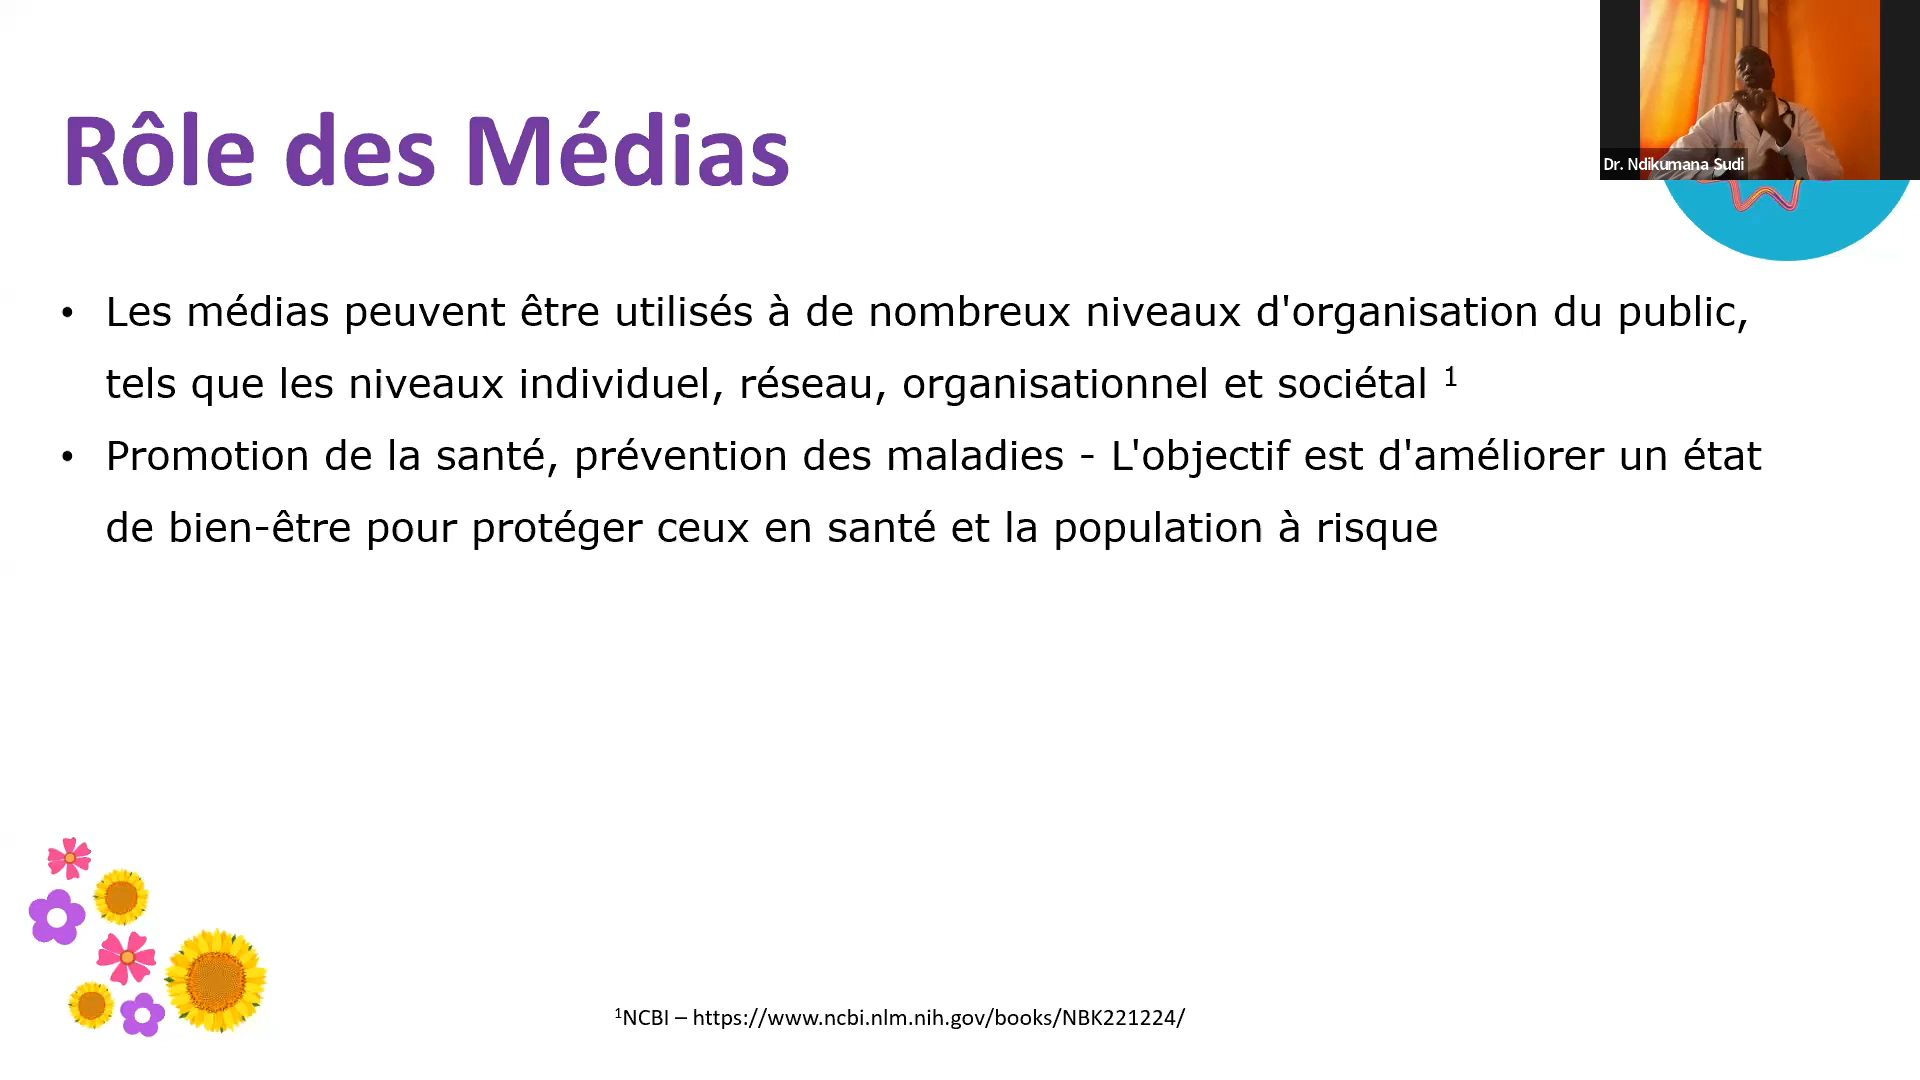 Rôle des Médias
Dr. Ndikumana Sudi
• Les médias peuvent être utilisés à de nombreux niveaux d'organisation du public,
tels que les niveaux individuel, réseau, organisationnel et sociétal ¹
• Promotion de la santé, prévention des maladies - L'objectif est d'améliorer un état
de bien-être pour protéger ceux en santé et la population à risque
¹NCBI – https://www.ncbi.nlm.nih.gov/books/NBK221224/